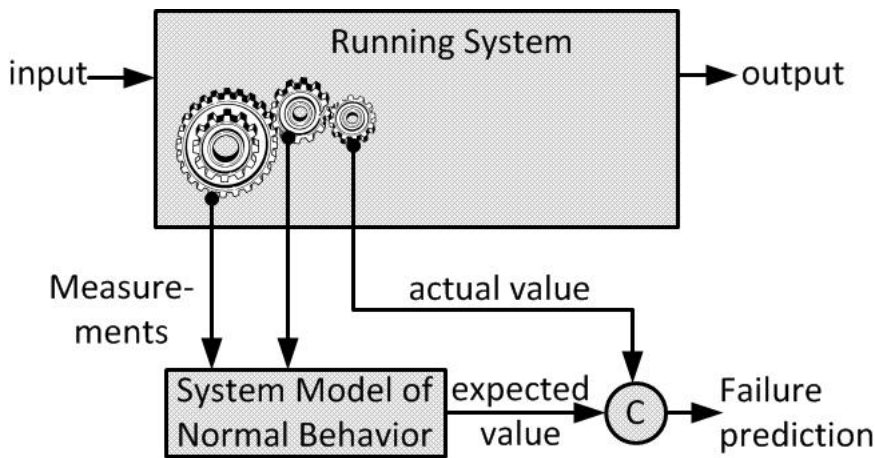 Running System
input
output
Measure-
ments
actual value
System Model of
Normal Behavior
expected
value
C
Failure
prediction